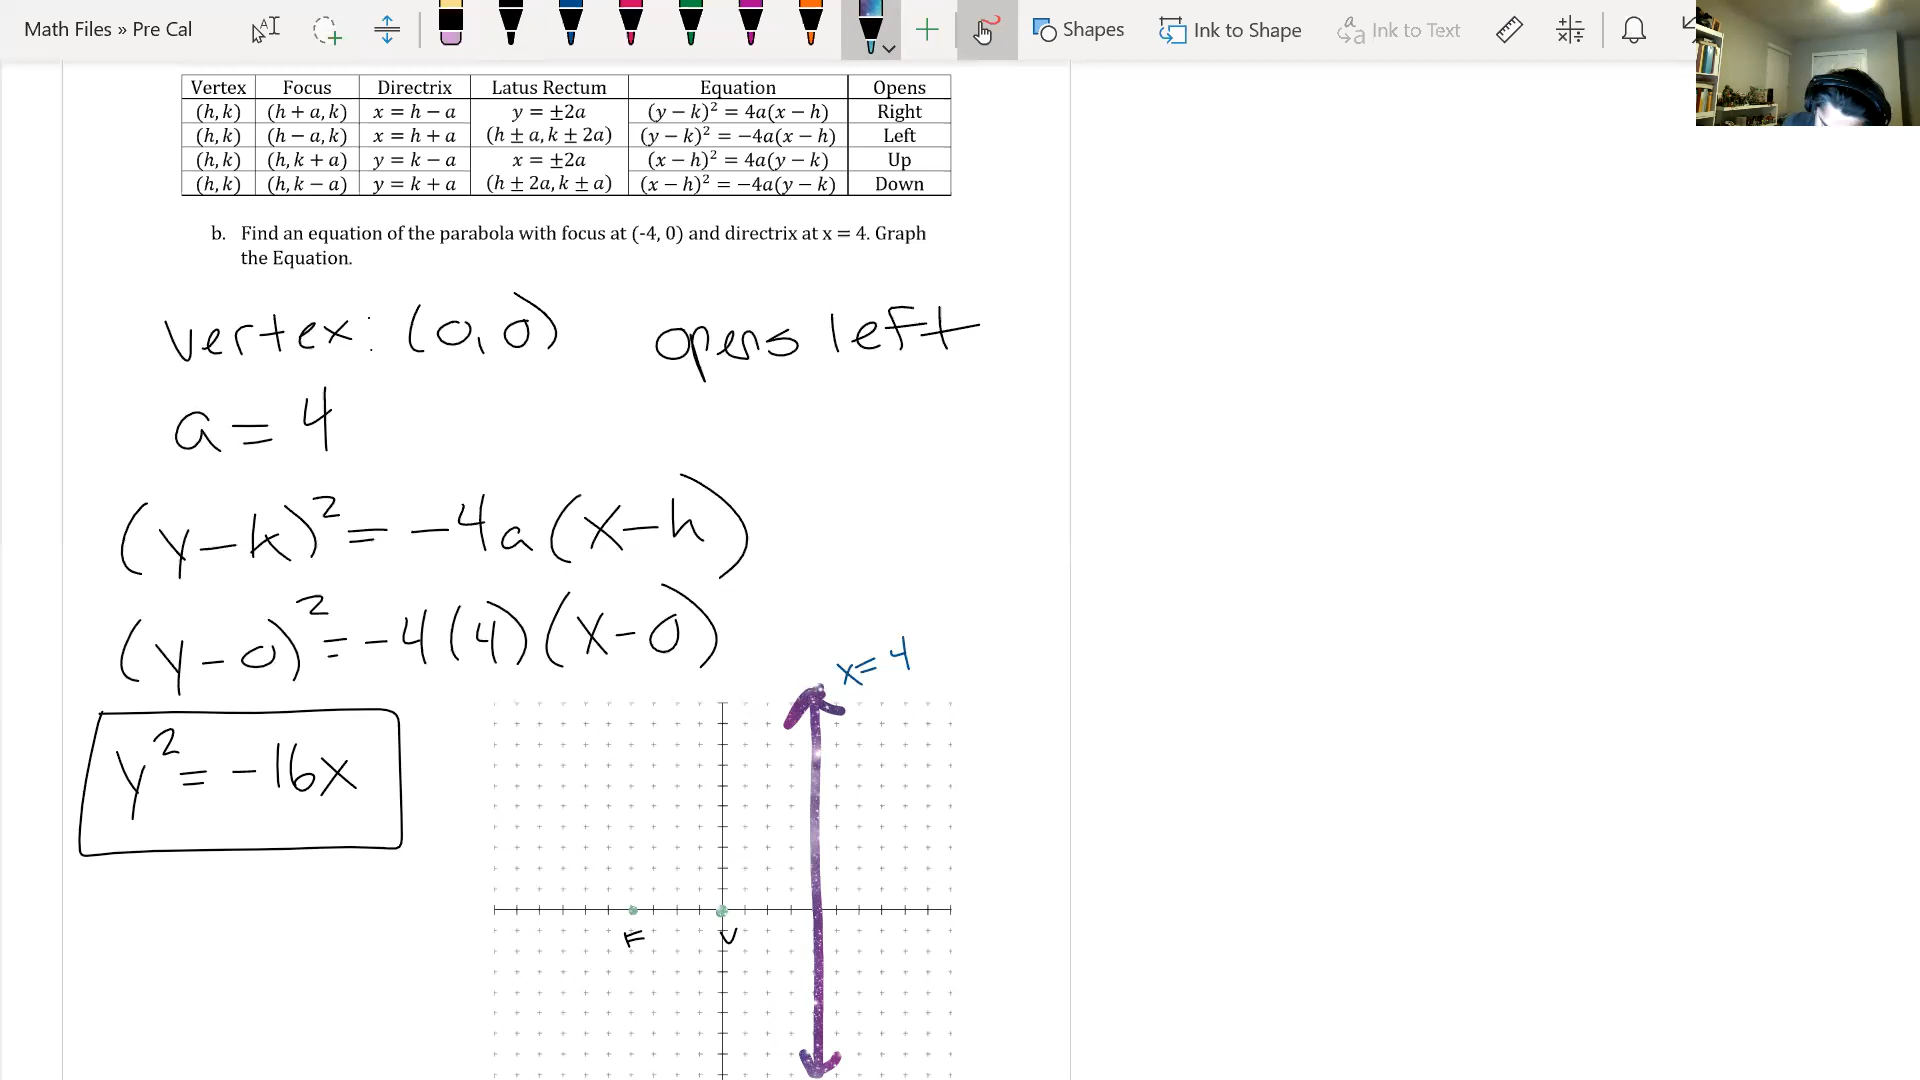 Math Files » Pre Cal Shapes Ink to Shape Ink to Text
Vertex Focus Directrix Latus Rectum Equation Opens
(h, k) (h + a, k) x = h − a y = ±2a (y − k)² = 4a(x − h) Right
(h, k) (h − a, k) x = h + a (h ± a, k ± 2a) (y − k)² = −4a(x − h) Left
(h, k) (h, k + a) y = k − a x = ±2a (x − h)² = 4a(y − k) Up
(h, k) (h, k − a) y = k + a (h ± 2a, k ± a) (x − h)² = −4a(y − k) Down
b. Find an equation of the parabola with focus at (-4, 0) and directrix at x = 4. Graph
the Equation.
vertex: (0,0) opens left
a = 4
(y-k)² = -4a(x-h)
(y-0)² = -4(4)(x-0)
x=4
y² = -16x
F V